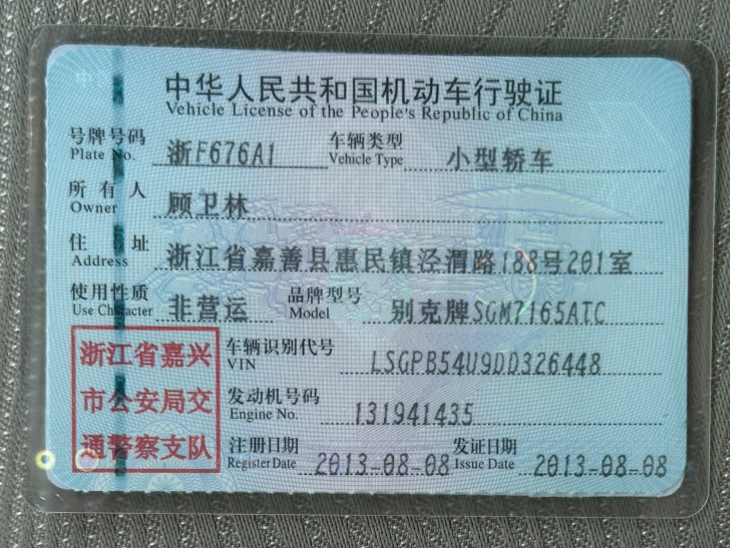 中华人民共和国机动车行驶证
Vehicle License of the People's Republic of China
号牌号码 浙F676A1 车辆类型 小型轿车
Plate No. Vehicle Type
所有人 顾卫林
Owner
住址 浙江省嘉善县惠民镇泾渭路188号201室
Address
使用性质 非营运 品牌型号 别克牌SGM7165ATC
Use Character Model
浙江省嘉兴
市公安局交
通警察支队
车辆识别代号 LSGPB54U9DD326448
VIN
发动机号码 131941435
Engine No.
注册日期 2013-08-08 发证日期 2013-08-08
Register Date Issue Date